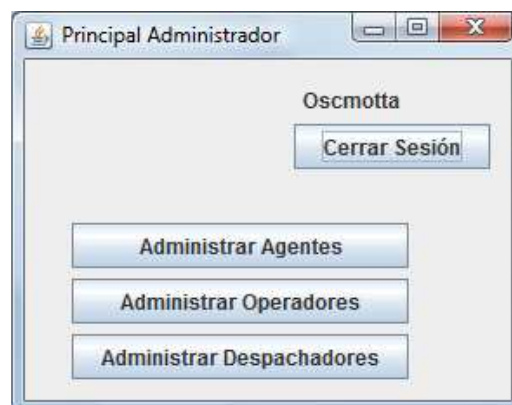 Principal Administrador
Oscmotta
Cerrar Sesión
Administrar Agentes
Administrar Operadores
Administrar Despachadores